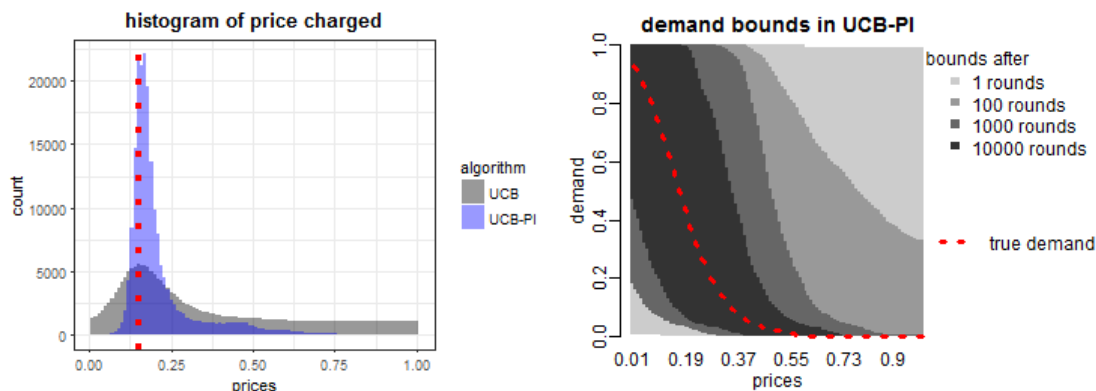 histogram of price charged
20000
15000
10000
5000
0
count
0.00
0.25
0.50
0.75
1.00
prices
algorithm
UCB
UCB-PI
demand bounds in UCB-PI
1.0
0.8
0.6
0.4
0.2
0.0
demand
0.01
0.19
0.37
0.55
0.73
0.9
prices
bounds after
1 rounds
100 rounds
1000 rounds
10000 rounds
true demand